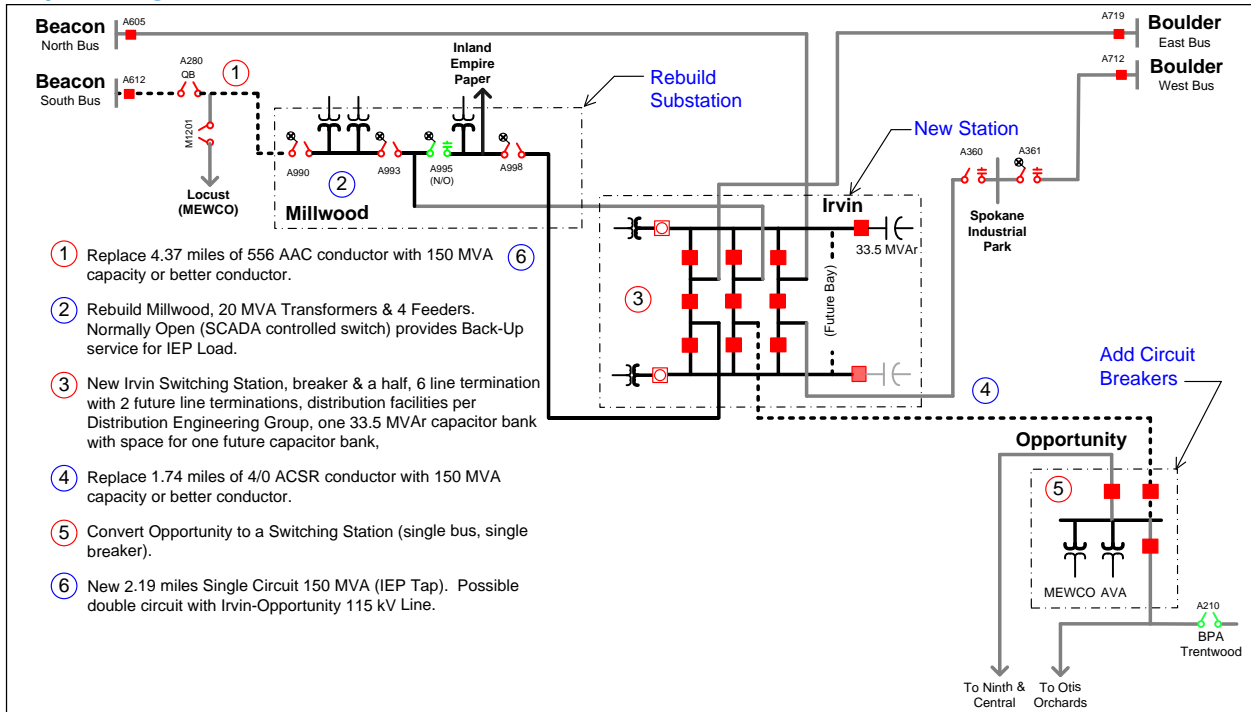 Beacon
North Bus
A605
Beacon
South Bus
A612
A280
QB
1
M1201
Locust
(MEWCO)
Inland
Empire
Paper
Rebuild
Substation
A990
A993
A995
(N/O)
A998
2
Millwood
A719
Boulder
East Bus
A712
Boulder
West Bus
New Station
A360
A361
Spokane
Industrial
Park
Irvin
33.5 MVAr
3
(Future Bay)
6
4
Add Circuit
Breakers
Opportunity
5
MEWCO AVA
A210
BPA
Trentwood
To Ninth &
Central
To Otis
Orchards
1 Replace 4.37 miles of 556 AAC conductor with 150 MVA
capacity or better conductor.
2 Rebuild Millwood, 20 MVA Transformers & 4 Feeders.
Normally Open (SCADA controlled switch) provides Back-Up
service for IEP Load.
3 New Irvin Switching Station, breaker & a half, 6 line termination
with 2 future line terminations, distribution facilities per
Distribution Engineering Group, one 33.5 MVAr capacitor bank
with space for one future capacitor bank,
4 Replace 1.74 miles of 4/0 ACSR conductor with 150 MVA
capacity or better conductor.
5 Convert Opportunity to a Switching Station (single bus, single
breaker).
6 New 2.19 miles Single Circuit 150 MVA (IEP Tap). Possible
double circuit with Irvin-Opportunity 115 kV Line.